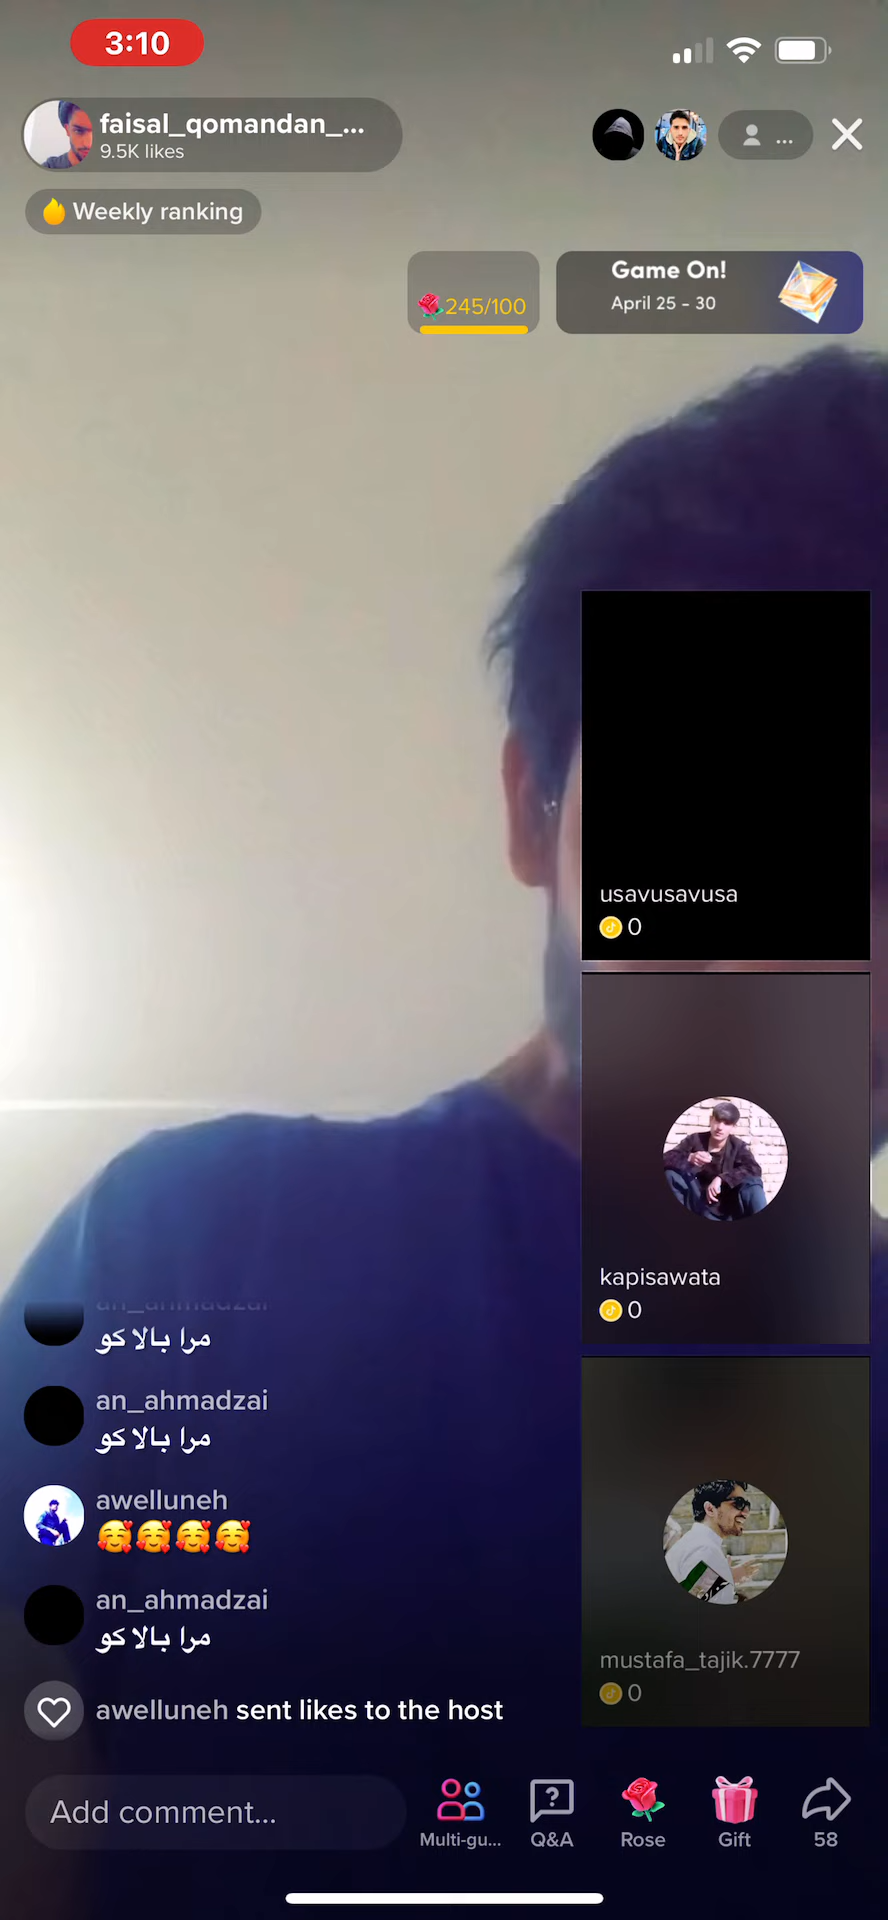 3:10
faisal_qomandan_...
9.5K likes
...
Weekly ranking
245/100
Game On!
April 25 - 30
usavusavusa
0
kapisawata
0
mustafa_tajik.7777
0
an_ahmadzai
مرا بالا کو
an_ahmadzai
مرا بالا کو
awelluneh
🥰🥰🥰🥰
an_ahmadzai
مرا بالا کو
awelluneh sent likes to the host
Add comment...
Multi-gu...
Q&A
Rose
Gift
58